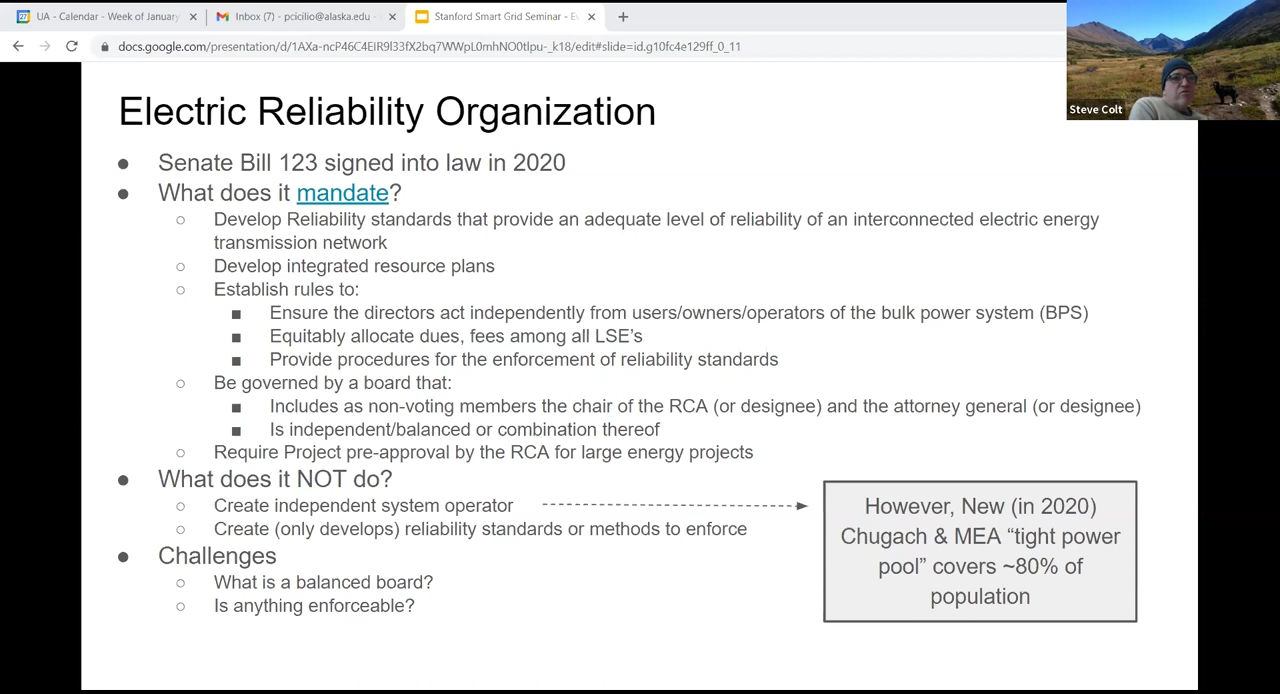 UA - Calendar - Week of January
Inbox (7) - pcicilio@alaska.edu -
Stanford Smart Grid Seminar - E
docs.google.com/presentation/d/1AXa-ncP46C4EIR9I33fX2bq7WWpL0mhNO0tlpu-_k18/edit#slide=id.g10fc4e129ff_0_11
Steve Colt
Electric Reliability Organization
● Senate Bill 123 signed into law in 2020
● What does it mandate?
○ Develop Reliability standards that provide an adequate level of reliability of an interconnected electric energy
transmission network
○ Develop integrated resource plans
○ Establish rules to:
■ Ensure the directors act independently from users/owners/operators of the bulk power system (BPS)
■ Equitably allocate dues, fees among all LSE's
■ Provide procedures for the enforcement of reliability standards
○ Be governed by a board that:
■ Includes as non-voting members the chair of the RCA (or designee) and the attorney general (or designee)
■ Is independent/balanced or combination thereof
○ Require Project pre-approval by the RCA for large energy projects
● What does it NOT do?
○ Create independent system operator
○ Create (only develops) reliability standards or methods to enforce
● Challenges
○ What is a balanced board?
○ Is anything enforceable?
However, New (in 2020)
Chugach & MEA “tight power
pool” covers ~80% of
population